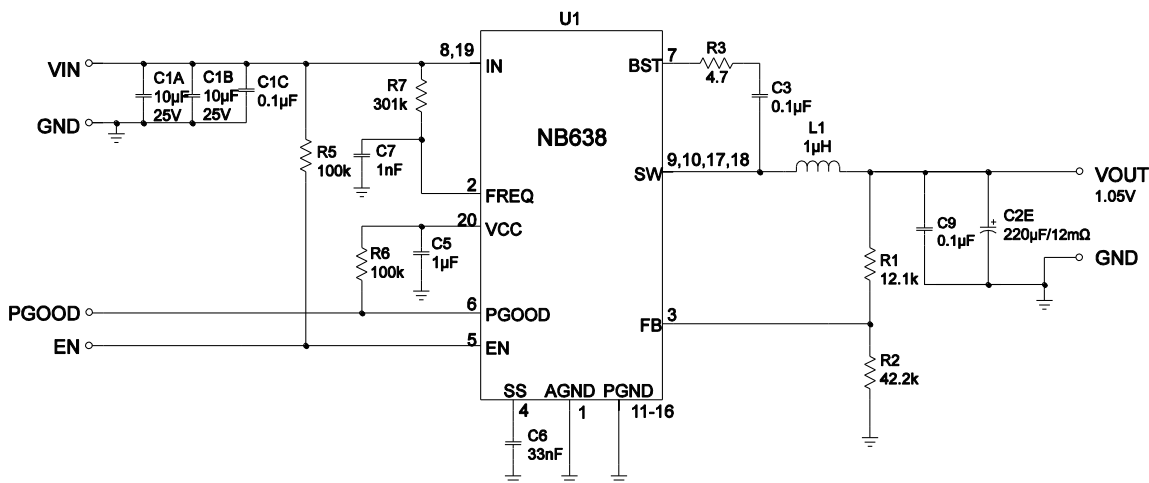 U1
8,19
IN
BST
7
R3
4.7
VIN
C1A
10µF
25V
C1B
10µF
25V
C1C
0.1µF
R7
301k
C3
0.1µF
GND
NB638
L1
1µH
R5
100k
C7
1nF
SW
9,10,17,18
VOUT
1.05V
2
FREQ
20
VCC
C9
0.1µF
C2E
+
220µF/12mΩ
R6
100k
C5
1µF
R1
12.1k
GND
PGOOD
6
PGOOD
FB
3
EN
5
EN
R2
42.2k
SS
AGND
PGND
4
1
11-16
C6
33nF